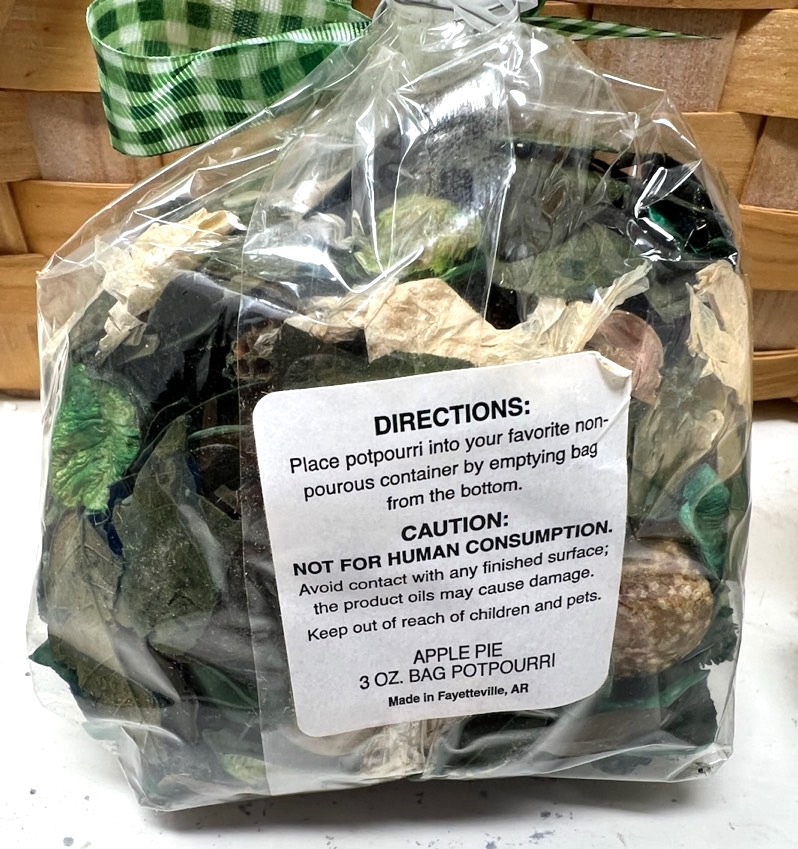 DIRECTIONS:
Place potpourri into your favorite non-
pourous container by emptying bag
from the bottom.
CAUTION:
NOT FOR HUMAN CONSUMPTION.
Avoid contact with any finished surface;
the product oils may cause damage.
Keep out of reach of children and pets.
APPLE PIE
3 OZ. BAG POTPOURRI
Made in Fayetteville, AR